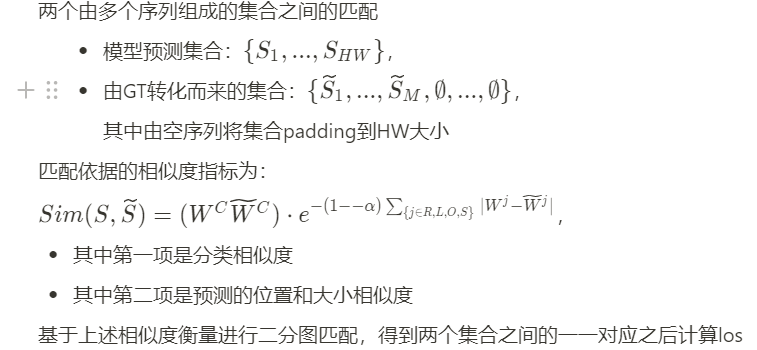 两个由多个序列组成的集合之间的匹配
• 模型预测集合：$\{S_1,...,S_{HW}\}$,
• 由GT转化而来的集合：$\{\widetilde{S}_1,...,\widetilde{S}_M,\emptyset,...,\emptyset\}$,
其中由空序列将集合padding到HW大小
匹配依据的相似度指标为：
$Sim(S,\widetilde{S})=(W^C\widetilde{W}^C)\cdot e^{-(1--\alpha)\sum_{\{j\in R,L,O,S\}}|W^j-\widetilde{W}^j|}$,
• 其中第一项是分类相似度
• 其中第二项是预测的位置和大小相似度
基于上述相似度衡量进行二分图匹配，得到两个集合之间的一一对应之后计算los